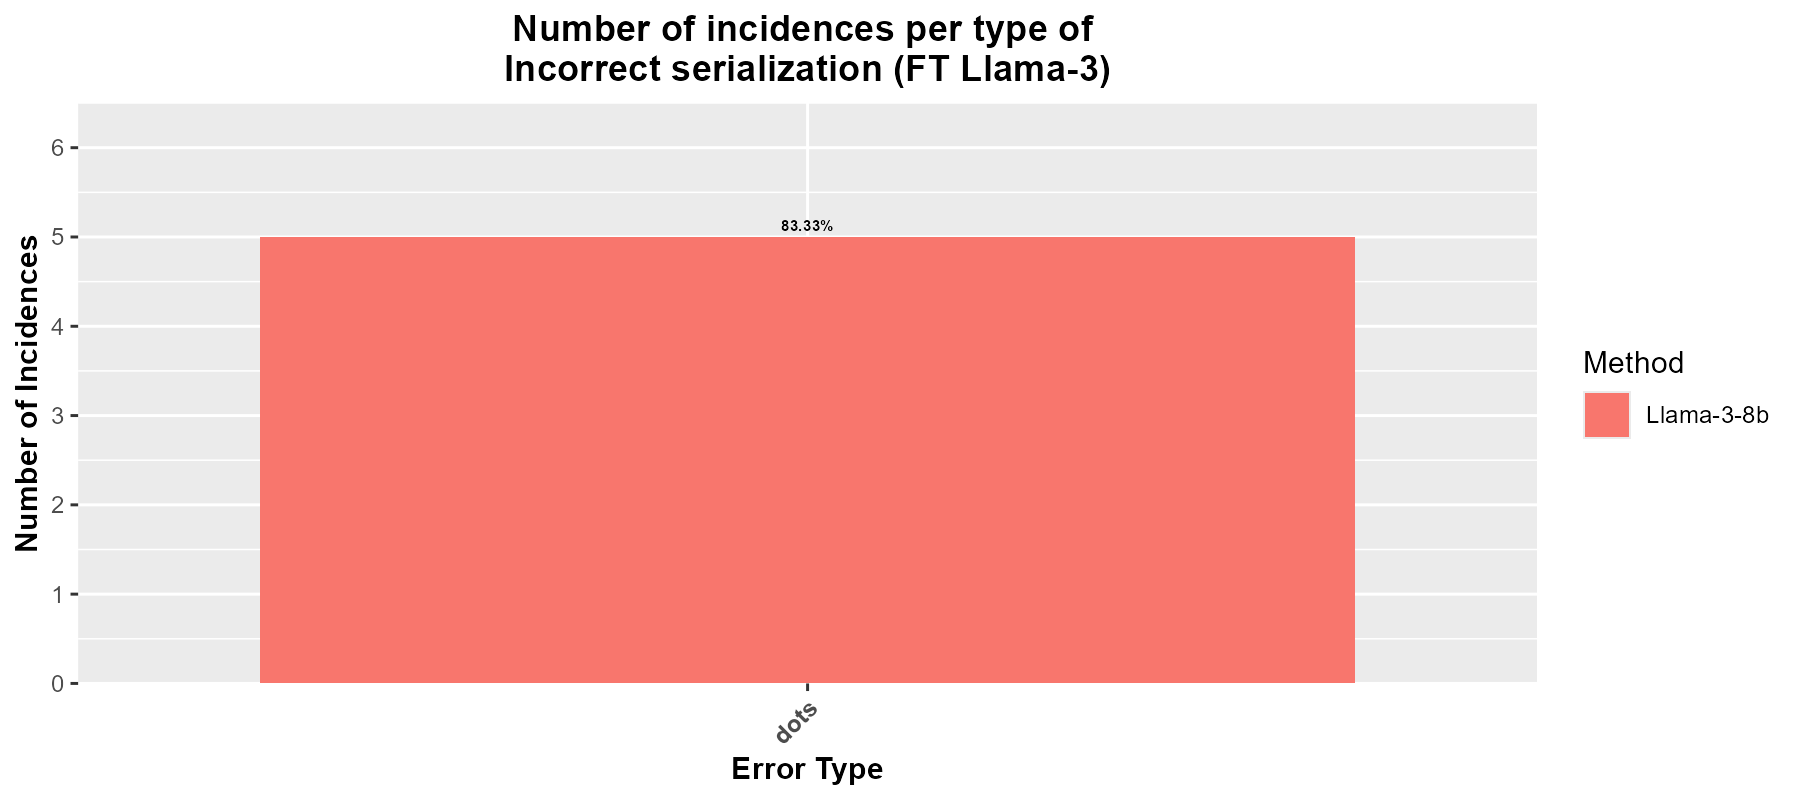 Number of incidences per type of
Incorrect serialization (FT Llama-3)
Number of Incidences
6
5
4
3
2
1
0
83.33%
dots
Error Type
Method
Llama-3-8b